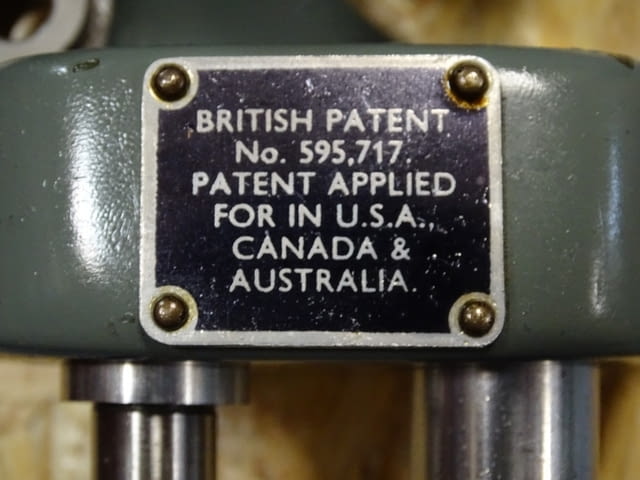 BRITISH PATENT
No. 595,717.
PATENT APPLIED
FOR IN U.S.A.,
CANADA &
AUSTRALIA.